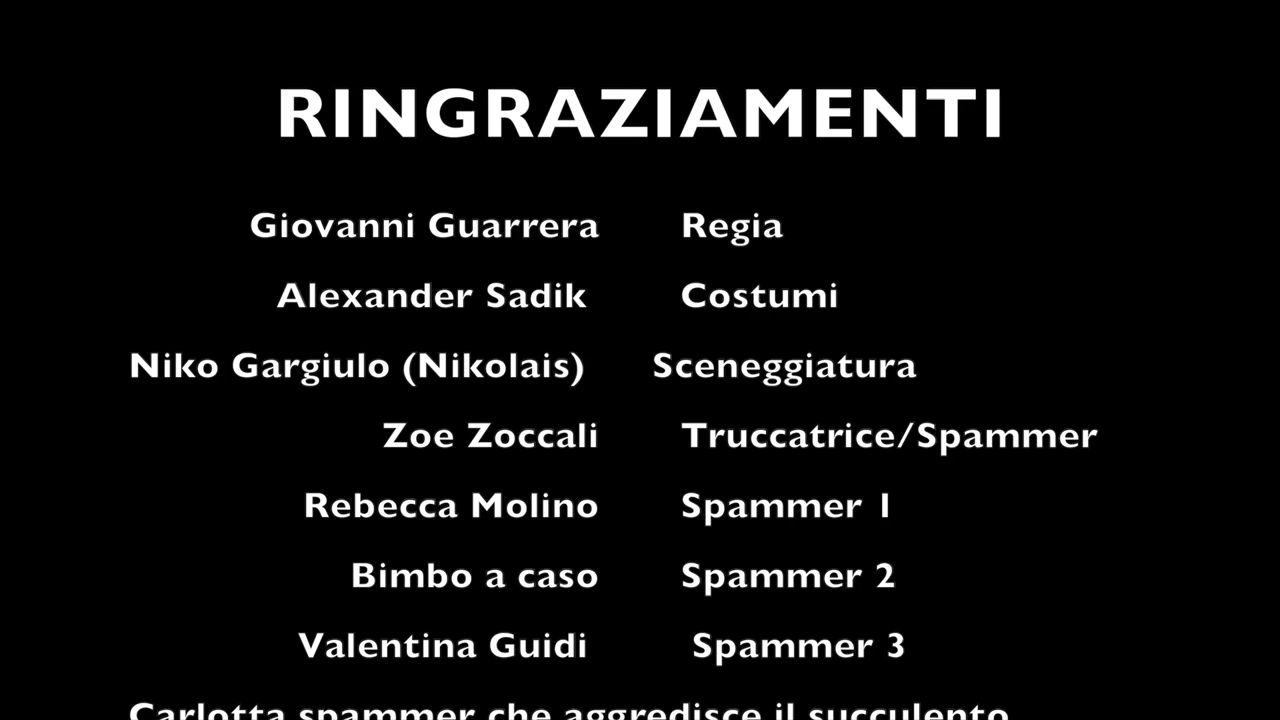 RINGRAZIAMENTI
Giovanni Guarrera Regia
Alexander Sadik Costumi
Niko Gargiulo (Nikolais) Sceneggiatura
Zoe Zoccali Truccatrice/Spammer
Rebecca Molino Spammer 1
Bimbo a caso Spammer 2
Valentina Guidi Spammer 3
Carlotta spammer che aggredisce il succulento